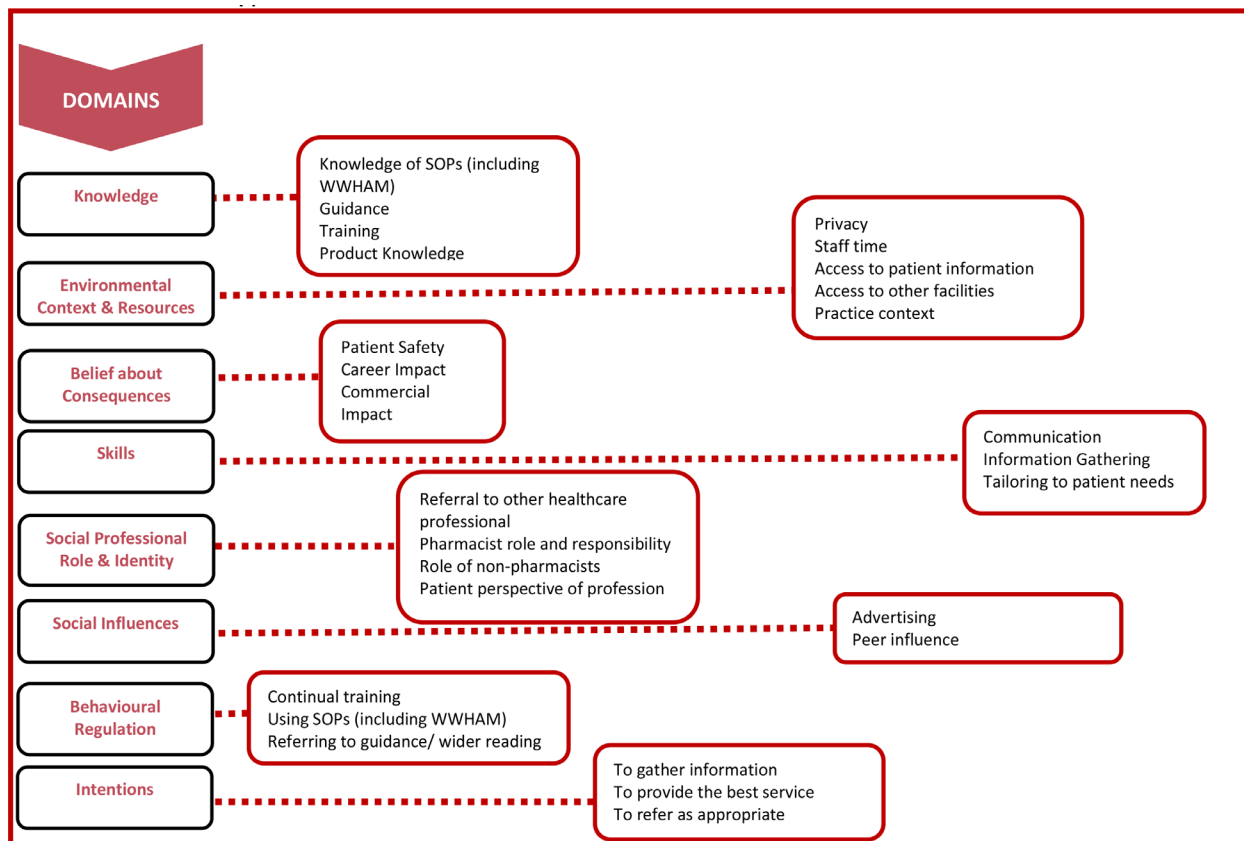 DOMAINS
Knowledge
Knowledge of SOPs (including
WWHAM)
Guidance
Training
Product Knowledge
Environmental
Context & Resources
Privacy
Staff time
Access to patient information
Access to other facilities
Practice context
Belief about
Consequences
Patient Safety
Career Impact
Commercial
Impact
Skills
Communication
Information Gathering
Tailoring to patient needs
Social Professional
Role & Identity
Referral to other healthcare
professional
Pharmacist role and responsibility
Role of non-pharmacists
Patient perspective of profession
Social Influences
Advertising
Peer influence
Behavioural
Regulation
Continual training
Using SOPs (including WWHAM)
Referring to guidance/ wider reading
Intentions
To gather information
To provide the best service
To refer as appropriate